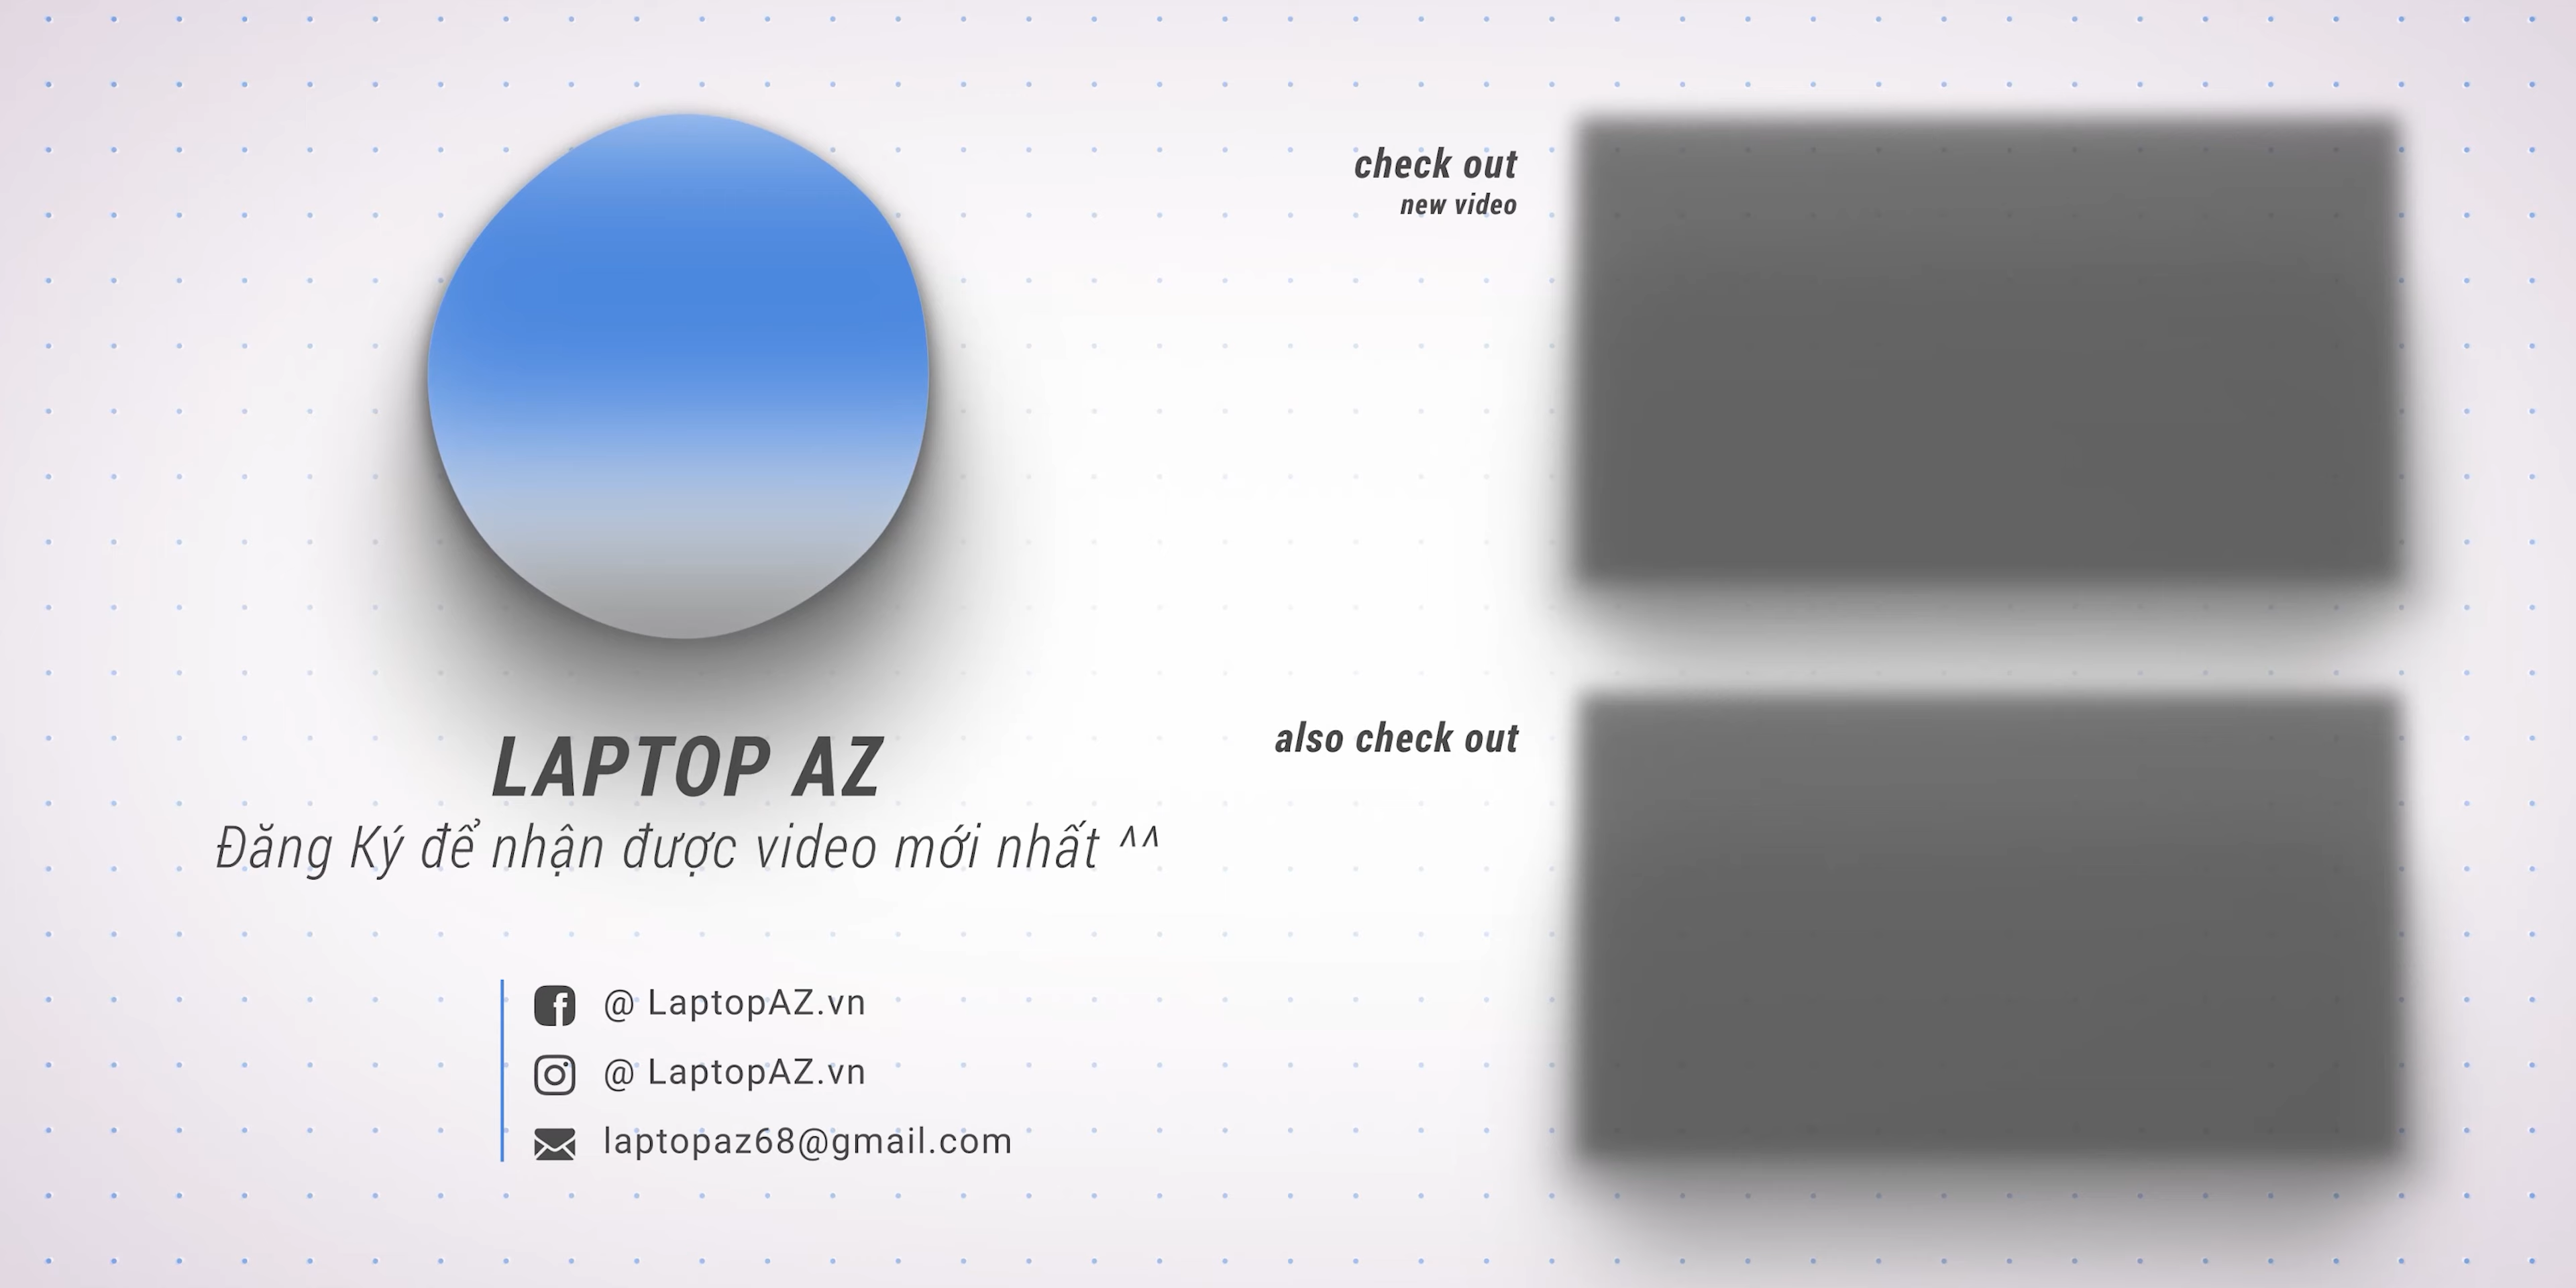 check out
new video
LAPTOP AZ
Đăng Ký để nhận được video mới nhất ^^
also check out
@ LaptopAZ.vn
@ LaptopAZ.vn
laptopaz68@gmail.com